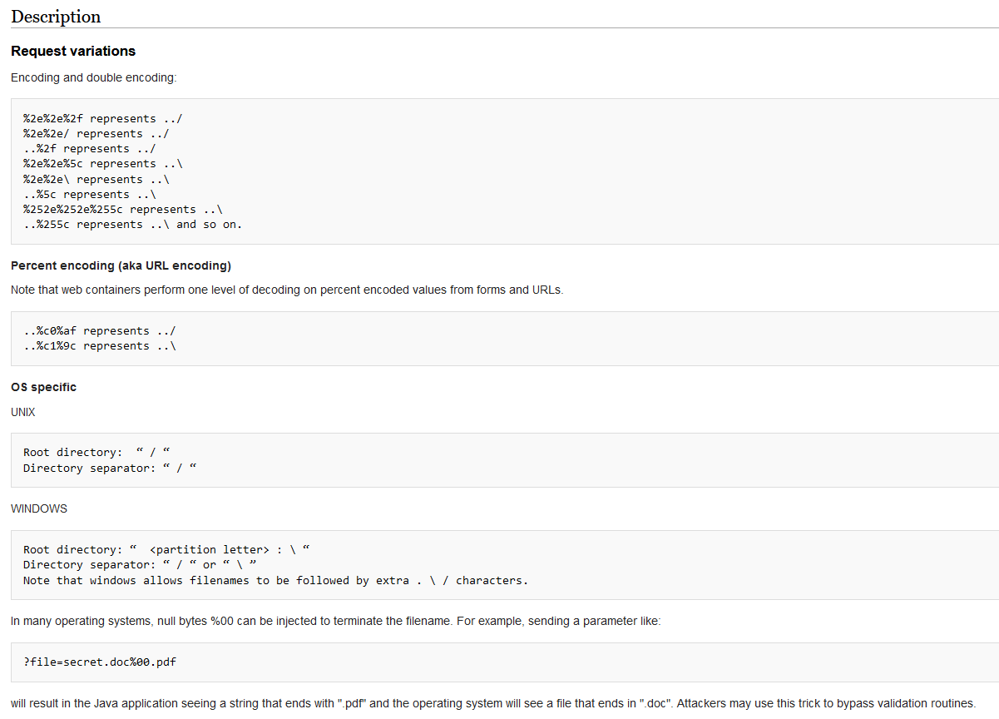 Description
Request variations
Encoding and double encoding:
%2e%2e%2f represents ../
%2e%2e/ represents ../
..%2f represents ../
%2e%2e%5c represents ..\
%2e%2e\ represents ..\
..%5c represents ..\
%252e%252e%255c represents ..\
..%255c represents ..\ and so on.
Percent encoding (aka URL encoding)
Note that web containers perform one level of decoding on percent encoded values from forms and URLs.
..%c0%af represents ../
..%c1%9c represents ..\
OS specific
UNIX
Root directory:  “ / “
Directory separator: “ / “
WINDOWS
Root directory: “  <partition letter> : \ “
Directory separator: “ / “ or “ \ ”
Note that windows allows filenames to be followed by extra . \ / characters.
In many operating systems, null bytes %00 can be injected to terminate the filename. For example, sending a parameter like:
?file=secret.doc%00.pdf
will result in the Java application seeing a string that ends with ".pdf" and the operating system will see a file that ends in ".doc". Attackers may use this trick to bypass validation routines.